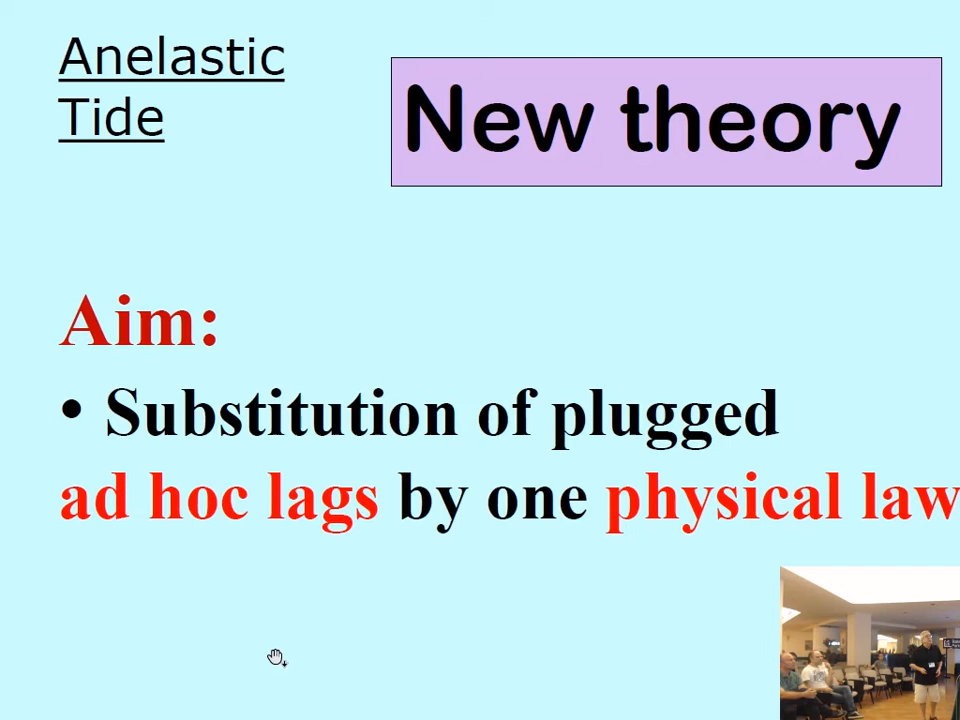 Anelastic
Tide
New theory
Aim:
• Substitution of plugged
ad hoc lags by one physical law